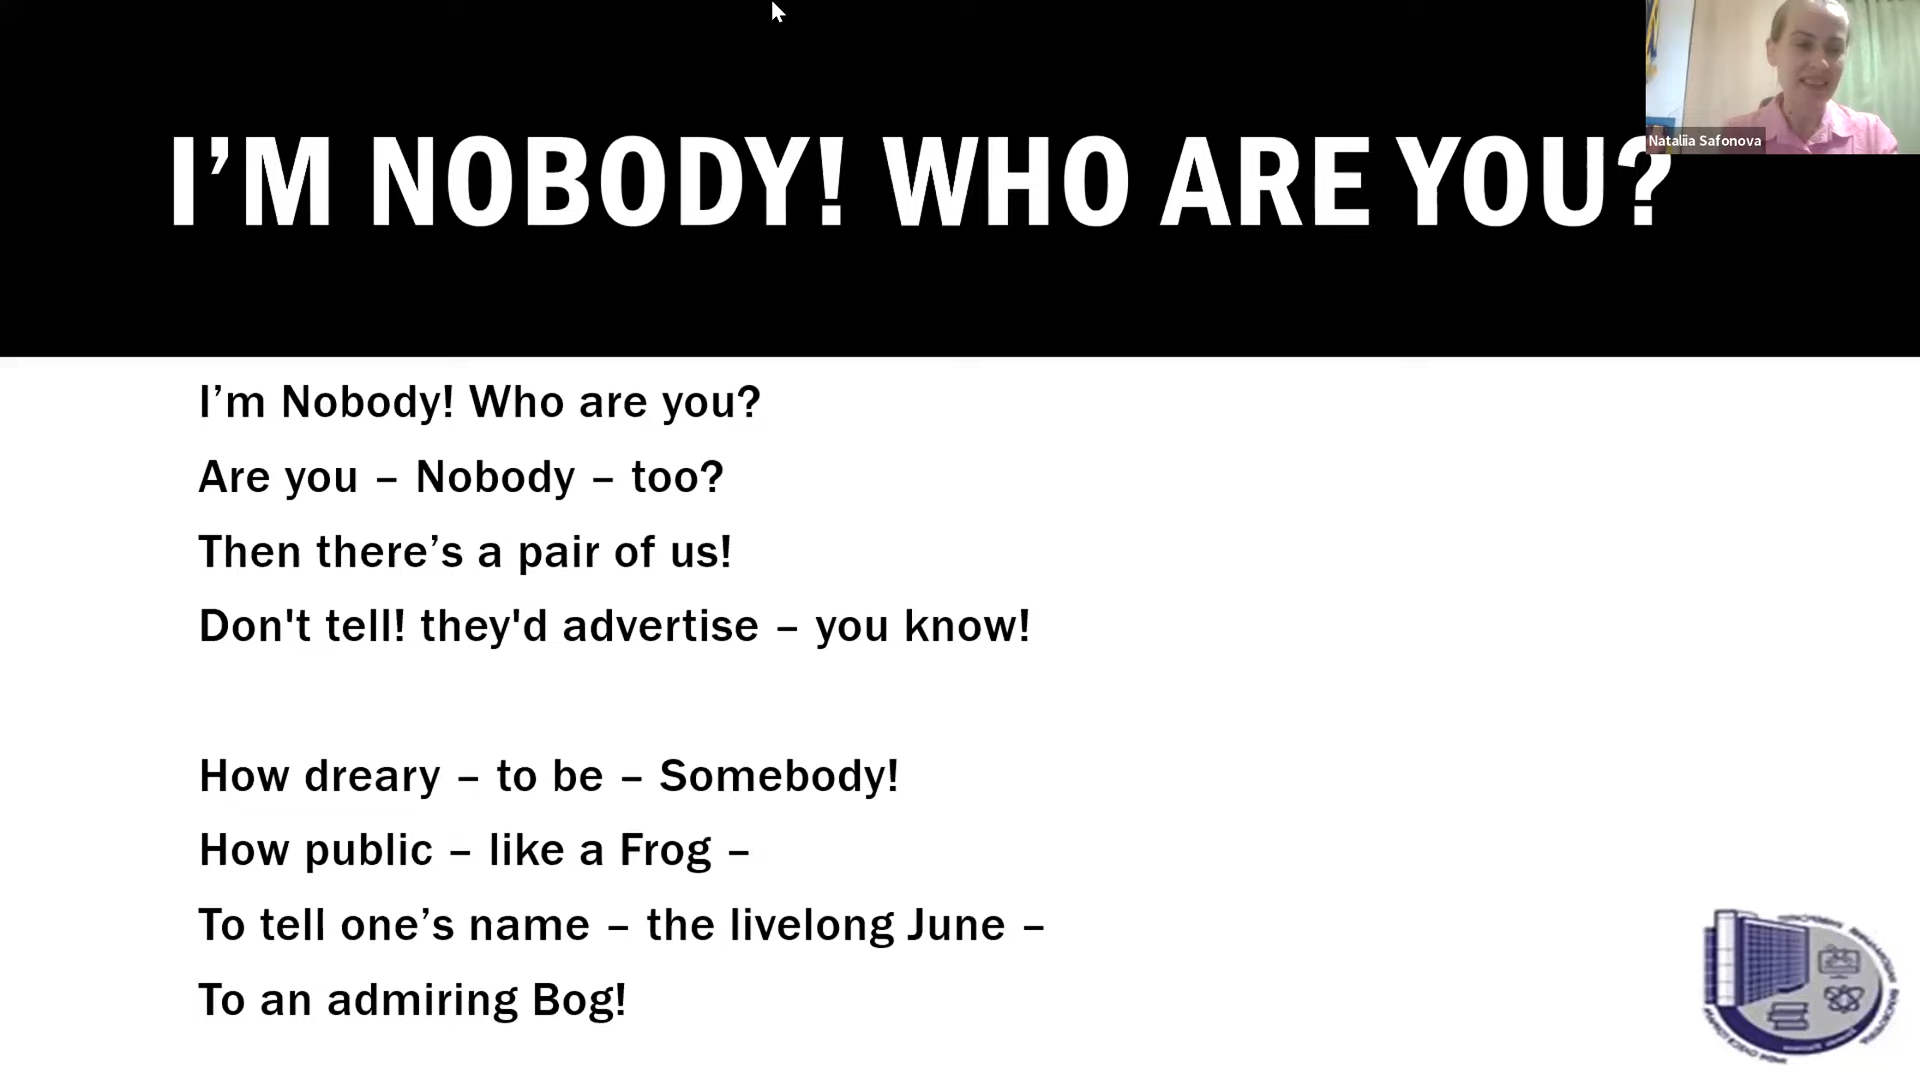 I’M NOBODY! WHO ARE YOU?
Nataliia Safonova
I’m Nobody! Who are you?
Are you – Nobody – too?
Then there’s a pair of us!
Don't tell! they'd advertise – you know!
How dreary – to be – Somebody!
How public – like a Frog –
To tell one’s name – the livelong June –
To an admiring Bog!